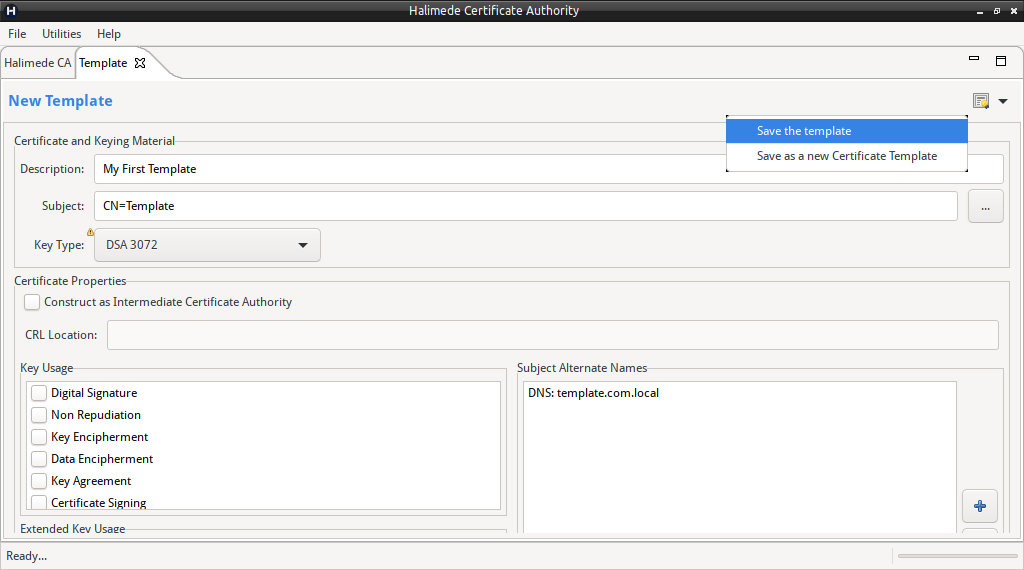 H Halimede Certificate Authority
File Utilities Help
Halimede CA Template
New Template
Save the template
Save as a new Certificate Template
Certificate and Keying Material
Description: My First Template
Subject: CN=Template ...
Key Type: DSA 3072
Certificate Properties
Construct as Intermediate Certificate Authority
CRL Location:
Key Usage
Digital Signature
Non Repudiation
Key Encipherment
Data Encipherment
Key Agreement
Certificate Signing
Extended Key Usage
Subject Alternate Names
DNS: template.com.local
Ready...